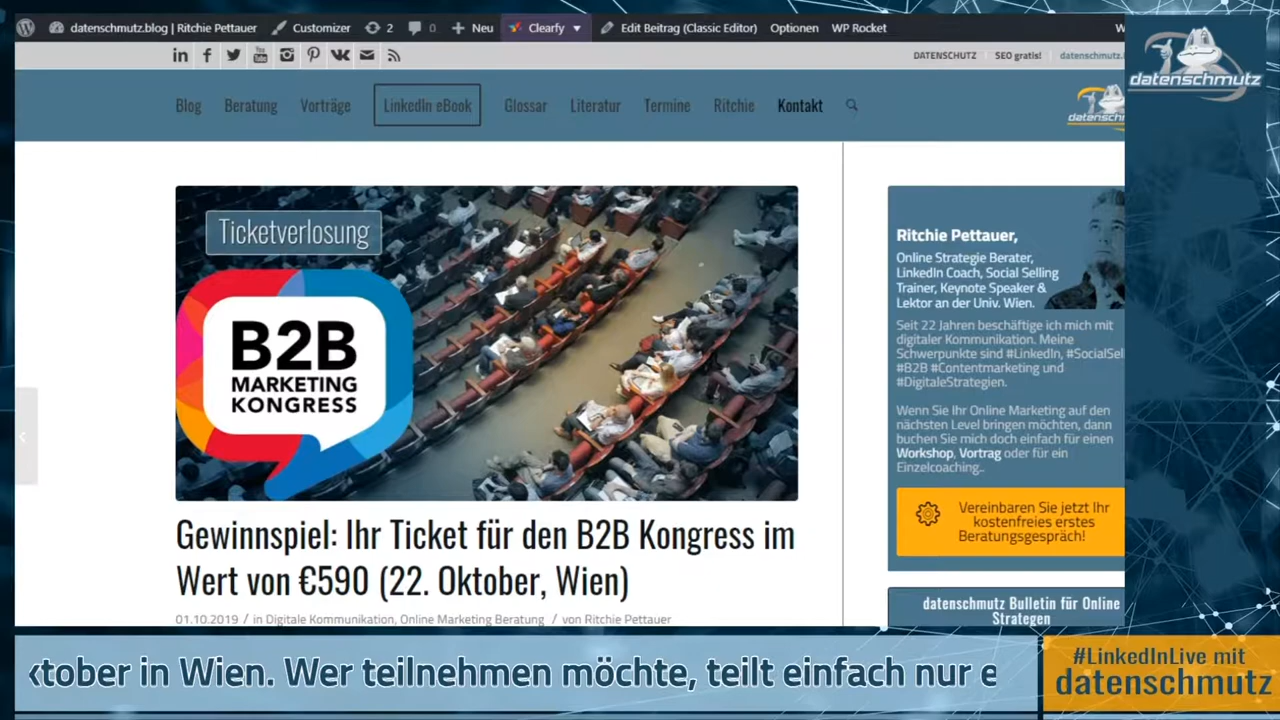 datenschmutz.blog | Ritchie Pettauer Customizer 2 0 Neu Clearfy Edit Beitrag (Classic Editor) Optionen WP Rocket W
DATENSCHUTZ SEO gratis! datenschmutz.
datenschmutz
Blog Beratung Vorträge LinkedIn eBook Glossar Literatur Termine Ritchie Kontakt
datenschm
Ticketverlosung
B2B
MARKETING
KONGRESS
Gewinnspiel: Ihr Ticket für den B2B Kongress im
Wert von €590 (22. Oktober, Wien)
01.10.2019 / in Digitale Kommunikation, Online Marketing Beratung / von Ritchie Pettauer
Ritchie Pettauer,
Online Strategie Berater,
LinkedIn Coach, Social Selling
Trainer, Keynote Speaker &
Lektor an der Univ. Wien.
Seit 22 Jahren beschäftige ich mich mit
digitaler Kommunikation. Meine
Schwerpunkte sind #LinkedIn, #SocialSel
#B2B #Contentmarketing und
#DigitaleStrategien.
Wenn Sie Ihr Online Marketing auf den
nächsten Level bringen möchten, dann
buchen Sie mich doch einfach für einen
Workshop, Vortrag oder für ein
Einzelcoaching..
Vereinbaren Sie jetzt Ihr
kostenfreies erstes
Beratungsgespräch!
datenschmutz Bulletin für Online
Strategen
ktober in Wien. Wer teilnehmen möchte, teilt einfach nur e
#LinkedInLive mit
datenschmutz